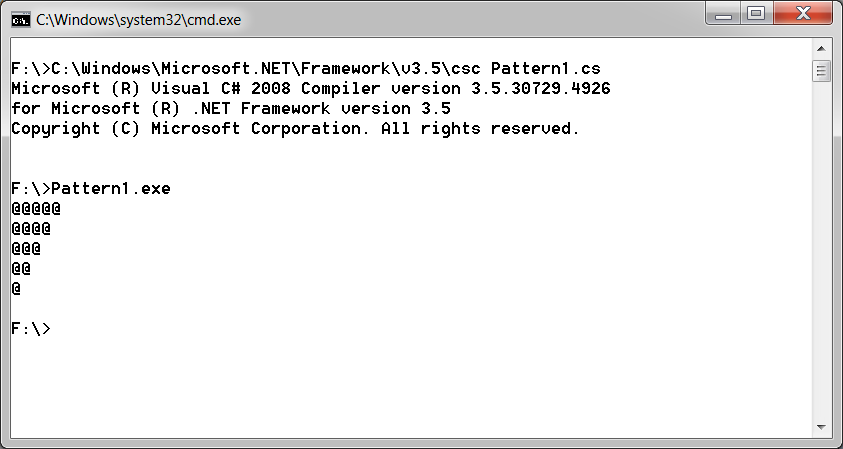 C:\Windows\system32\cmd.exe
F:\>C:\Windows\Microsoft.NET\Framework\v3.5\csc Pattern1.cs
Microsoft (R) Visual C# 2008 Compiler version 3.5.30729.4926
for Microsoft (R) .NET Framework version 3.5
Copyright (C) Microsoft Corporation. All rights reserved.
F:\>Pattern1.exe
@@@@@
@@@@
@@@
@@
@
F:\>